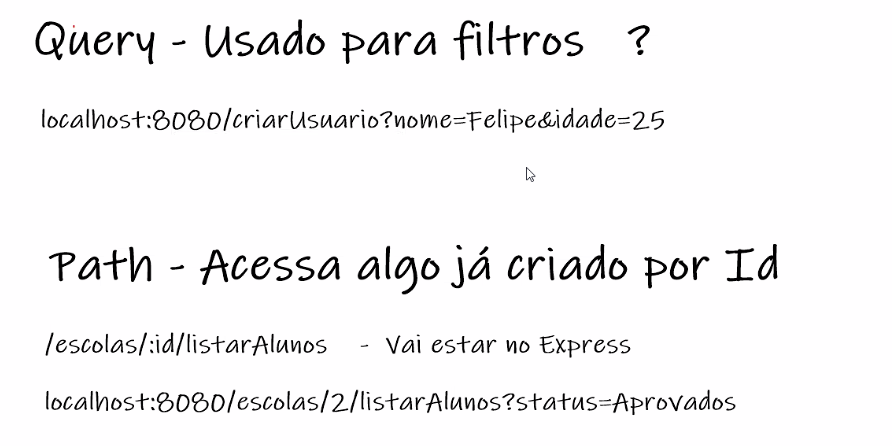 Query - Usado para filtros ?
localhost:8080/criarUsuario?nome=Felipe&idade=25
Path - Acessa algo já criado por Id
/escolas/:id/listarAlunos - Vai estar no Express
localhost:8080/escolas/2/listarAlunos?status=Aprovados